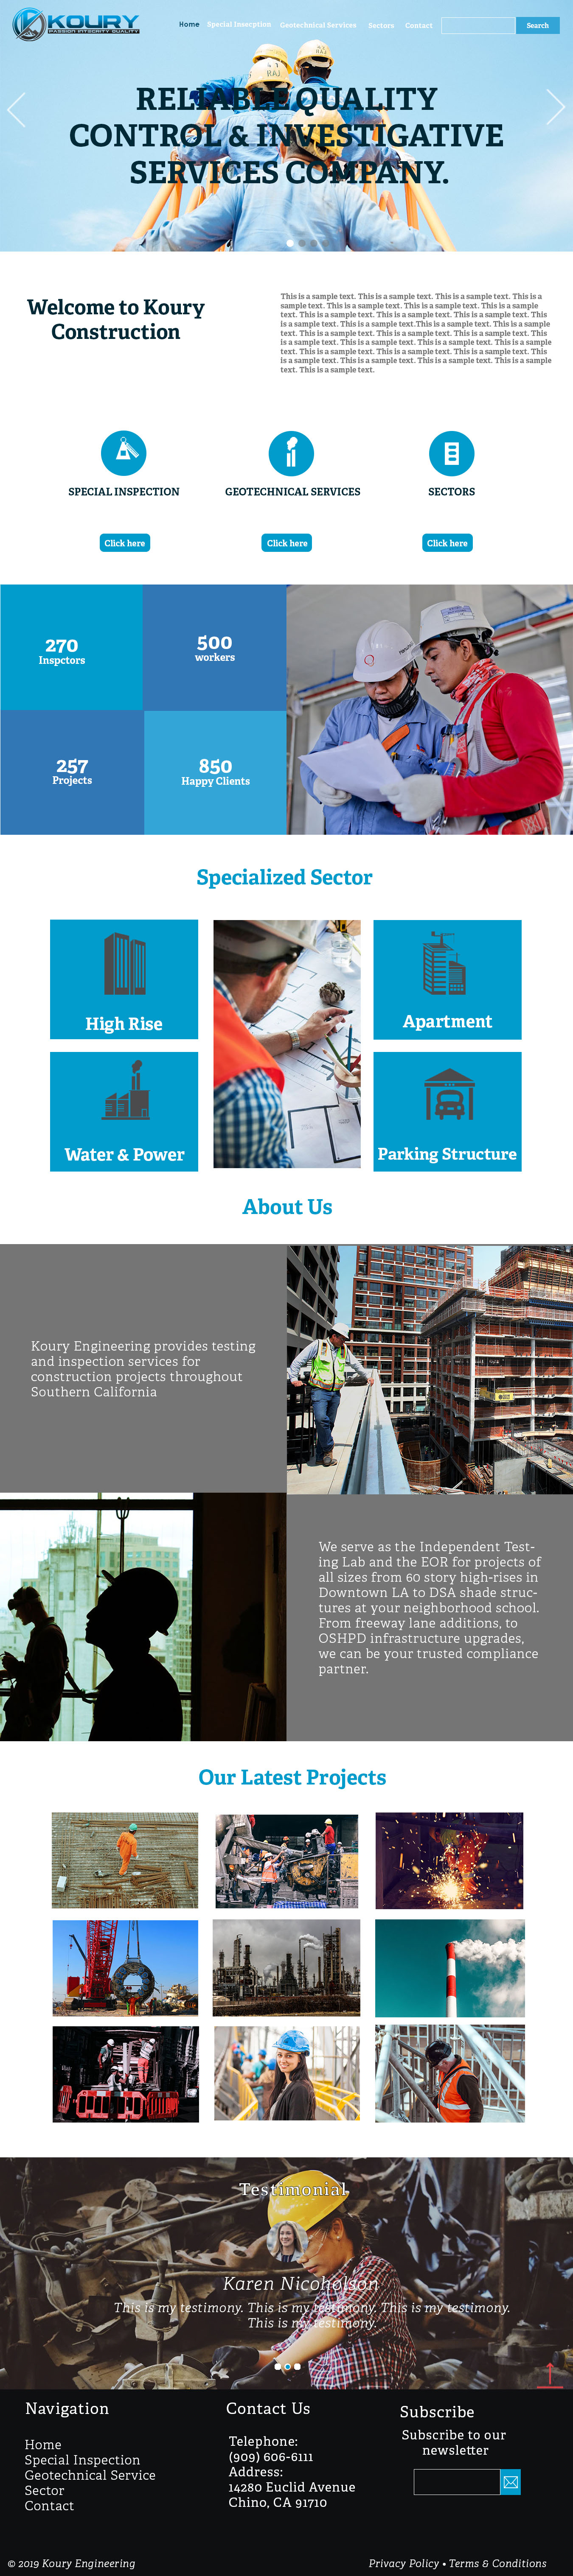 KOURY
PASSION INTEGRITY QUALITY
Home Special Insecption Geotechnical Services Sectors Contact Search
RELIABLE QUALITY
CONTROL & INVESTIGATIVE
SERVICES COMPANY.
Welcome to Koury
Construction
This is a sample text. This is a sample text. This is a sample text. This is a
sample text. This is a sample text. This is a sample text. This is a sample
text. This is a sample text. This is a sample text. This is a sample text. This
is a sample text. This is a sample text.This is a sample text. This is a sample
text. This is a sample text. This is a sample text. This is a sample text. This
is a sample text. This is a sample text. This is a sample text. This is a sample
text. This is a sample text. This is a sample text. This is a sample text. This
is a sample text. This is a sample text. This is a sample text. This is a sample
text. This is a sample text.
SPECIAL INSPECTION
GEOTECHNICAL SERVICES
SECTORS
Click here
Click here
Click here
270
Inspctors
500
workers
257
Projects
850
Happy Clients
Specialized Sector
High Rise
Apartment
Water & Power
Parking Structure
About Us
Koury Engineering provides testing
and inspection services for
construction projects throughout
Southern California
We serve as the Independent Test-
ing Lab and the EOR for projects of
all sizes from 60 story high-rises in
Downtown LA to DSA shade struc-
tures at your neighborhood school.
From freeway lane additions, to
OSHPD infrastructure upgrades,
we can be your trusted compliance
partner.
Our Latest Projects
Testimonial
Karen Nicoholson
This is my testimony. This is my testimony. This is my testimony.
This is my testimony.
Navigation
Home
Special Inspection
Geotechnical Service
Sector
Contact
Contact Us
Telephone:
(909) 606-6111
Address:
14280 Euclid Avenue
Chino, CA 91710
Subscribe
Subscribe to our
newsletter
© 2019 Koury Engineering
Privacy Policy • Terms & Conditions